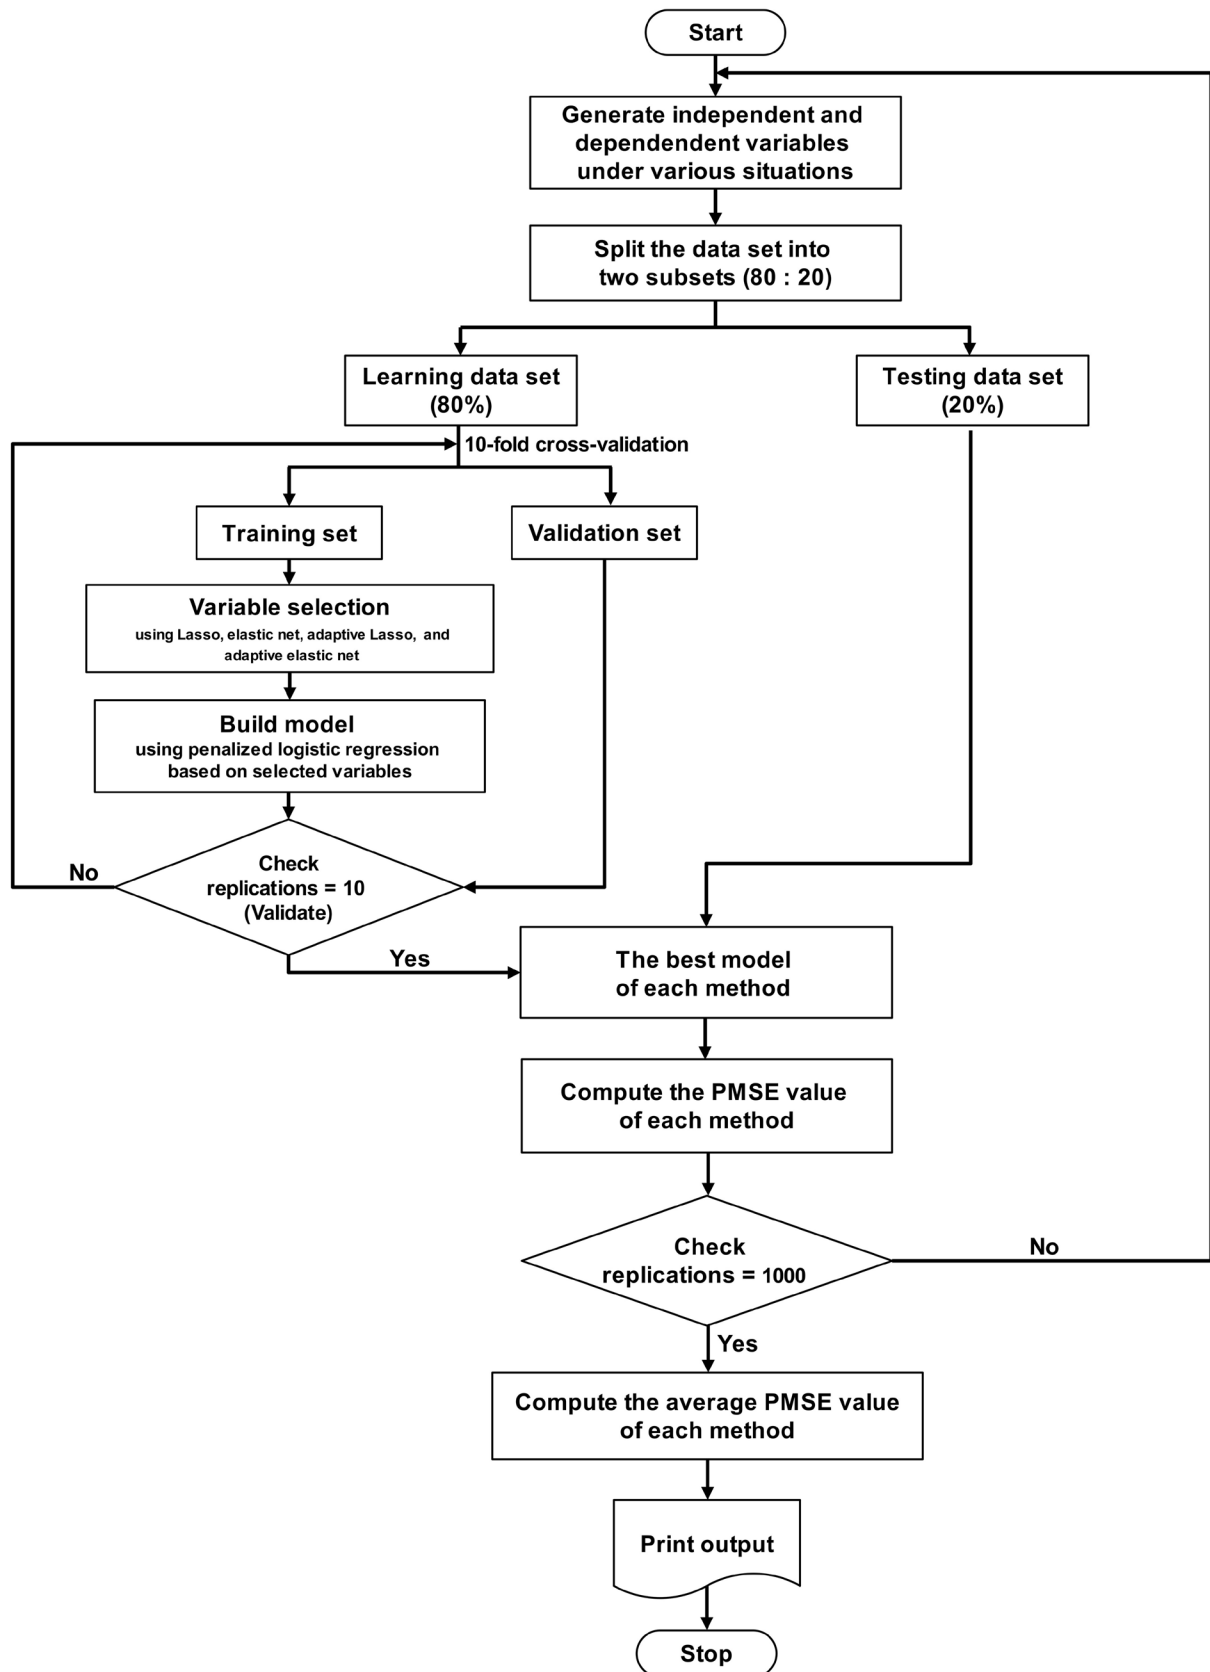 Start
Generate independent and
dependendent variables
under various situations
Split the data set into
two subsets (80 : 20)
Learning data set
(80%)
Testing data set
(20%)
10-fold cross-validation
Training set
Validation set
Variable selection
using Lasso, elastic net, adaptive Lasso, and
adaptive elastic net
Build model
using penalized logistic regression
based on selected variables
Check
replications = 10
(Validate)
No
Yes
The best model
of each method
Compute the PMSE value
of each method
Check
replications = 1000
No
Yes
Compute the average PMSE value
of each method
Print output
Stop